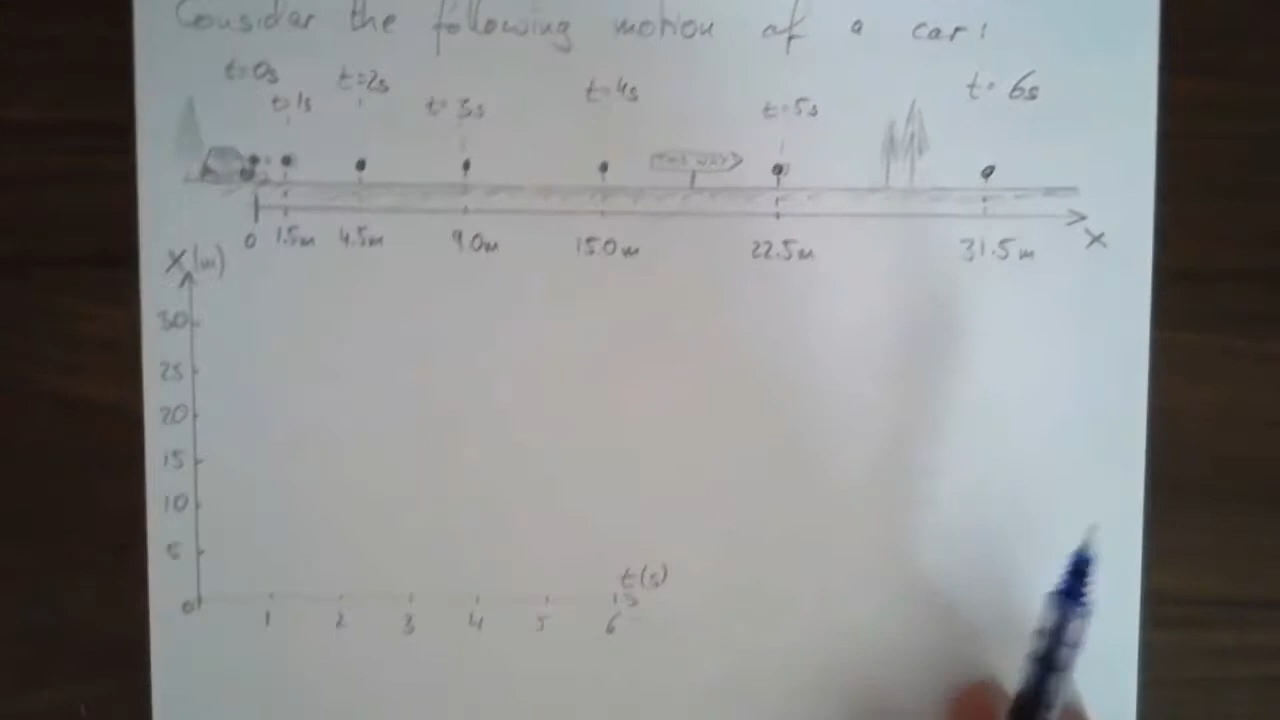 Consider the following motion of a car:
t=0s t=1s t=2s t=3s t=4s t=5s t=6s
THIS WAY
0 1.5m 4.5m 9.0m 15.0m 22.5m 31.5m X
X(m)
30
25
20
15
10
5
0
t(s)
1 2 3 4 5 6